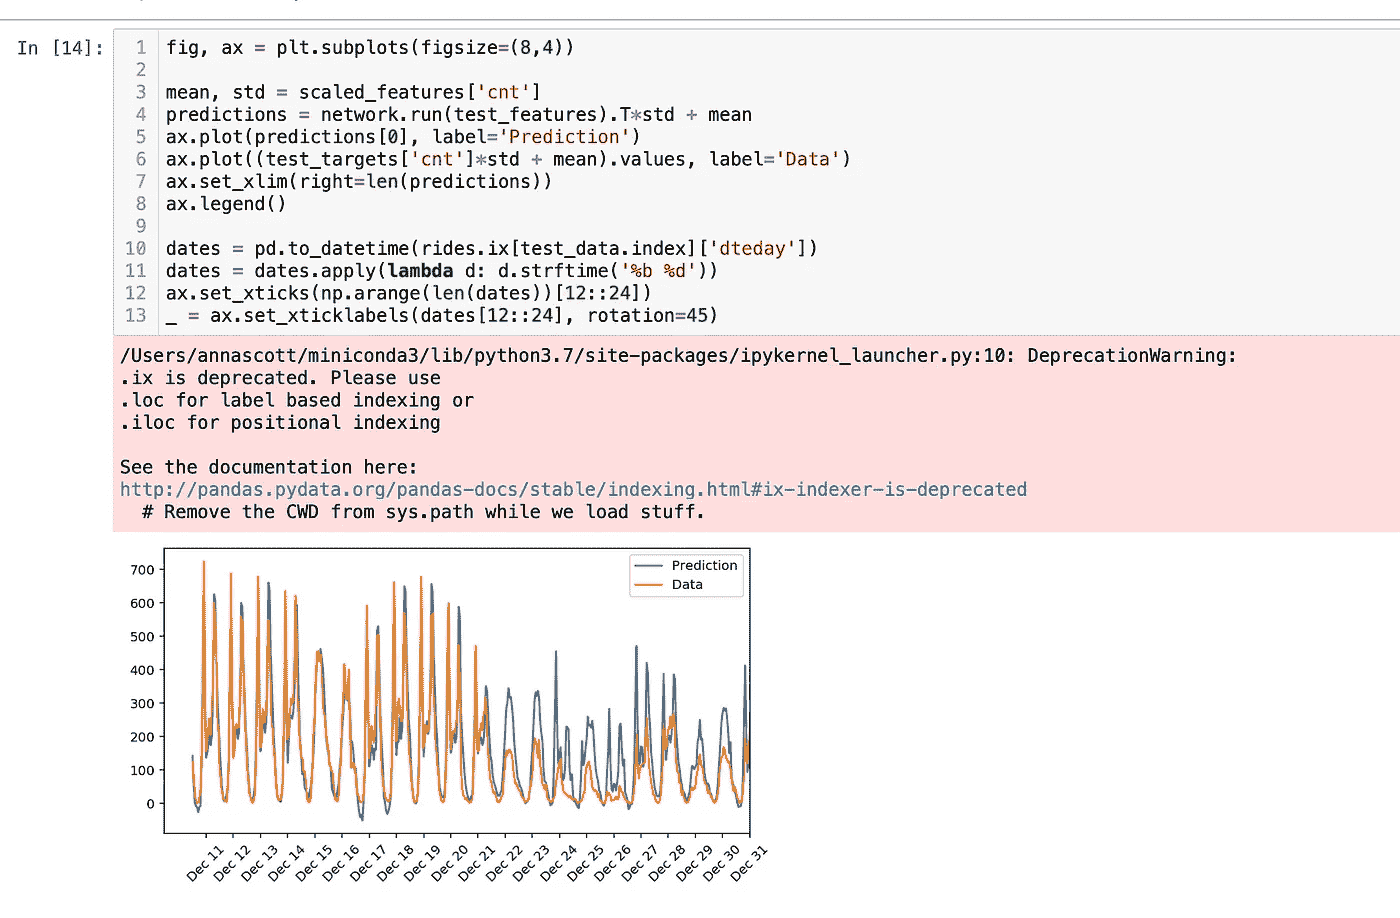 In [14]:
1 fig, ax = plt.subplots(figsize=(8,4))
2
3 mean, std = scaled_features['cnt']
4 predictions = network.run(test_features).T*std + mean
5 ax.plot(predictions[0], label='Prediction')
6 ax.plot((test_targets['cnt']*std + mean).values, label='Data')
7 ax.set_xlim(right=len(predictions))
8 ax.legend()
9
10 dates = pd.to_datetime(rides.ix[test_data.index]['dteday'])
11 dates = dates.apply(lambda d: d.strftime('%b %d'))
12 ax.set_xticks(np.arange(len(dates))[12::24])
13 _ = ax.set_xticklabels(dates[12::24], rotation=45)
/Users/annascott/miniconda3/lib/python3.7/site-packages/ipykernel_launcher.py:10: DeprecationWarning:
.ix is deprecated. Please use
.loc for label based indexing or
.iloc for positional indexing

See the documentation here:
http://pandas.pydata.org/pandas-docs/stable/indexing.html#ix-indexer-is-deprecated
  # Remove the CWD from sys.path while we load stuff.
Prediction
Data
700
600
500
400
300
200
100
0
Dec 11
Dec 12
Dec 13
Dec 14
Dec 15
Dec 16
Dec 17
Dec 18
Dec 19
Dec 20
Dec 21
Dec 22
Dec 23
Dec 24
Dec 25
Dec 26
Dec 27
Dec 28
Dec 29
Dec 30
Dec 31